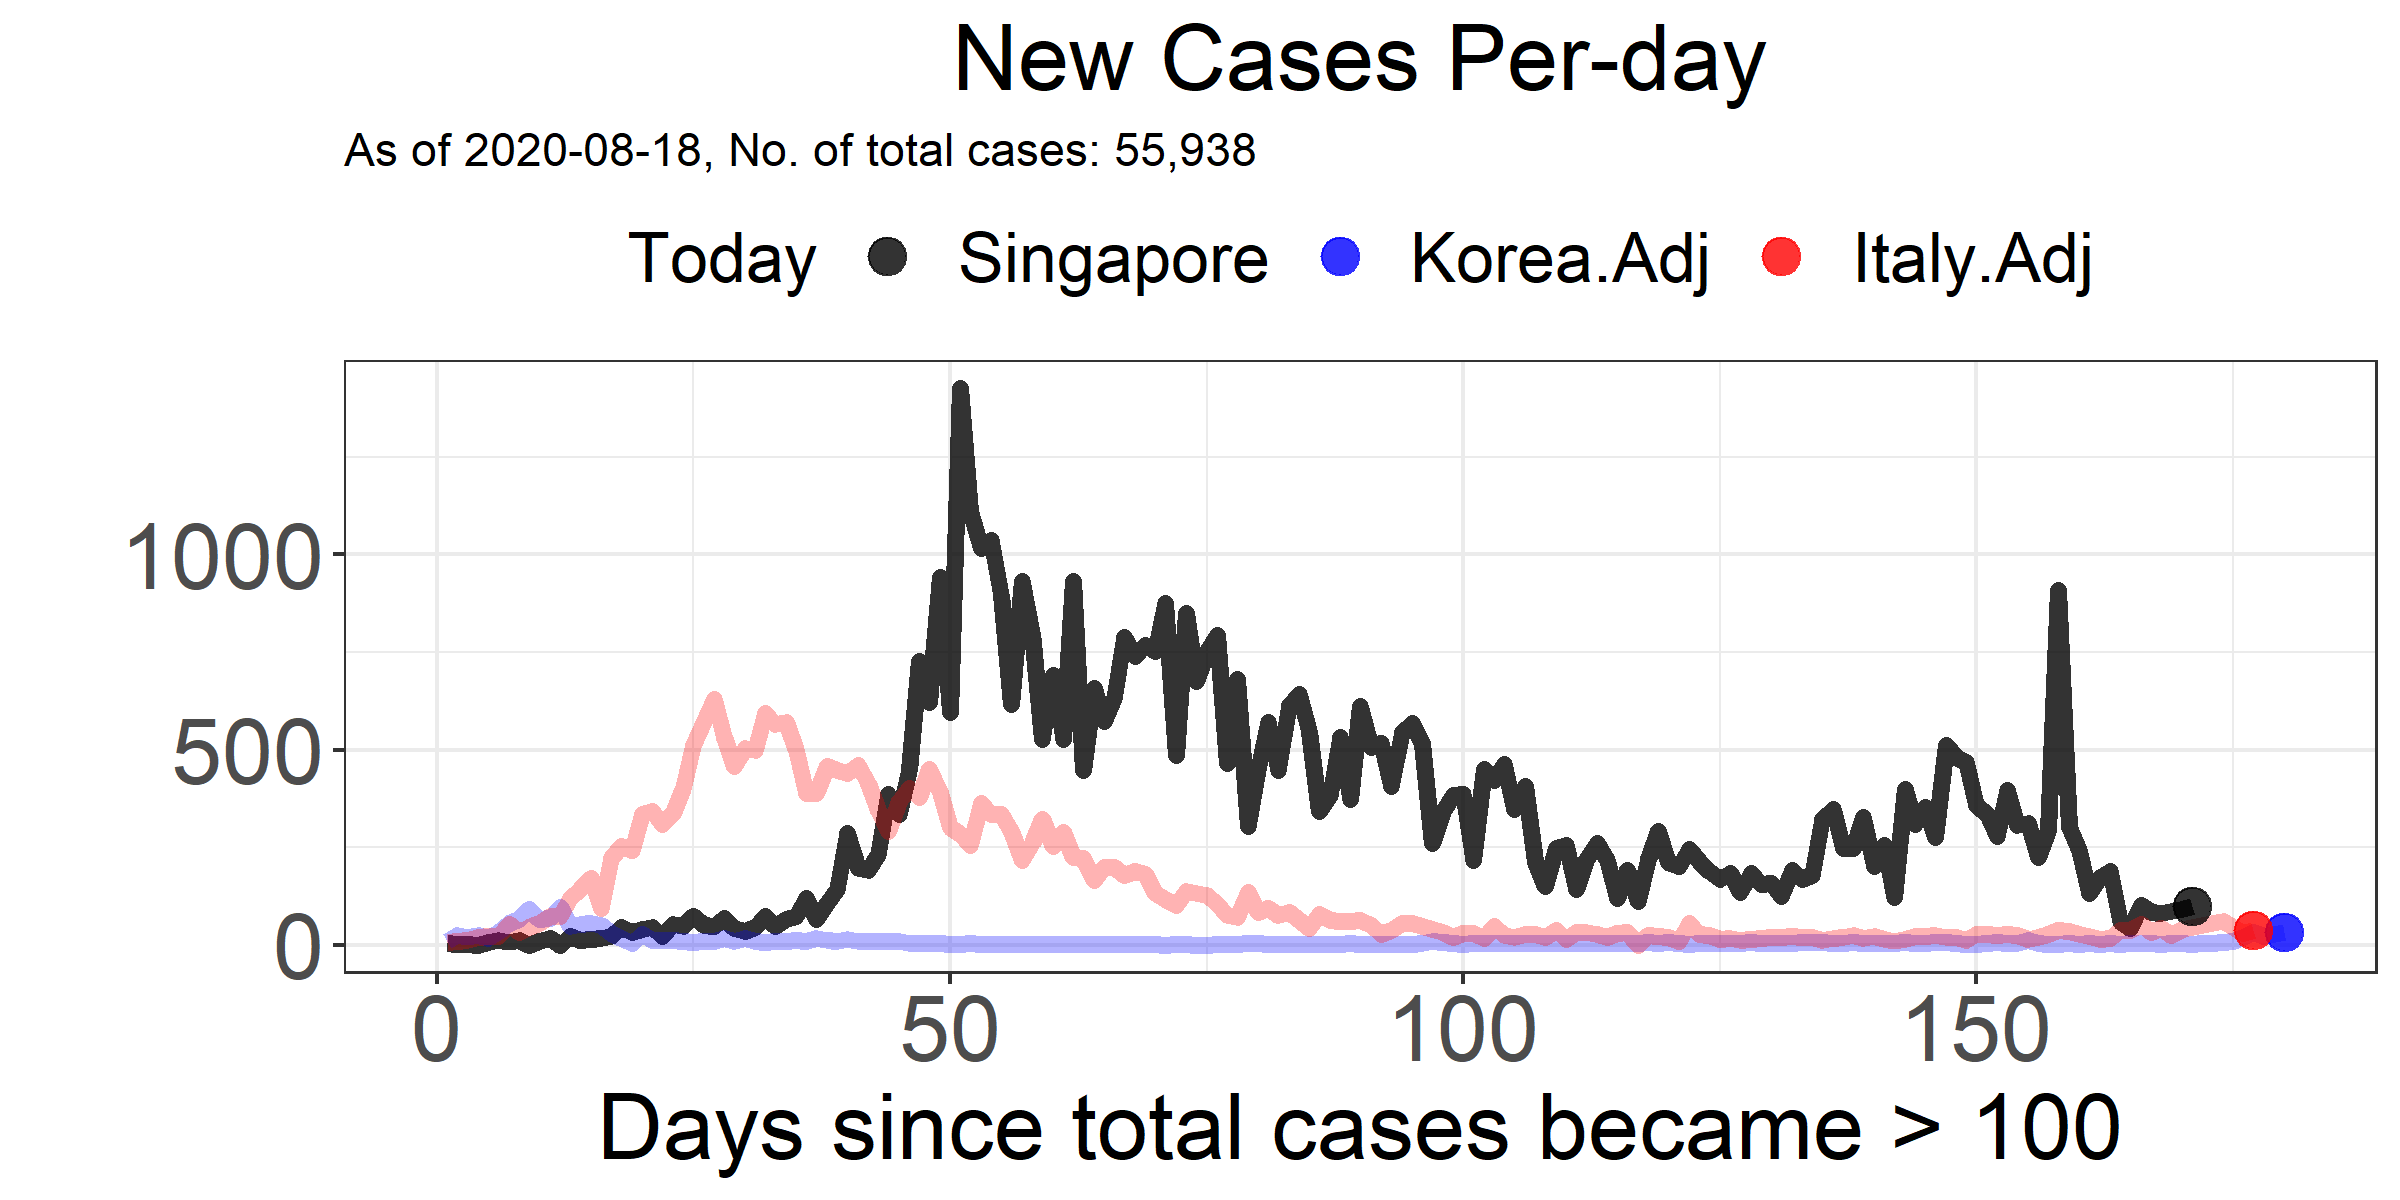 New Cases Per-day
As of 2020-08-18, No. of total cases: 55,938
Today Singapore Korea.Adj Italy.Adj
1000
500
0
0 50 100 150
Days since total cases became > 100